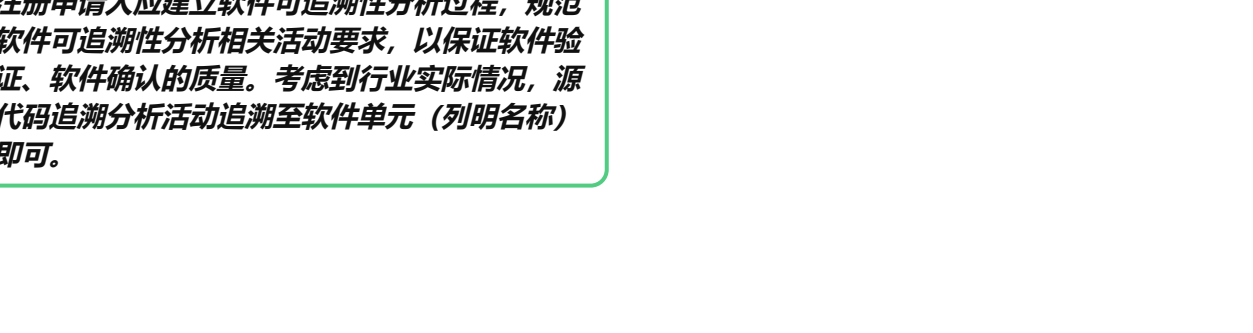 注册申请人应建立软件可追溯性分析过程，规范
软件可追溯性分析相关活动要求，以保证软件验
证、软件确认的质量。考虑到行业实际情况，源
代码追溯分析活动追溯至软件单元（列明名称）
即可。